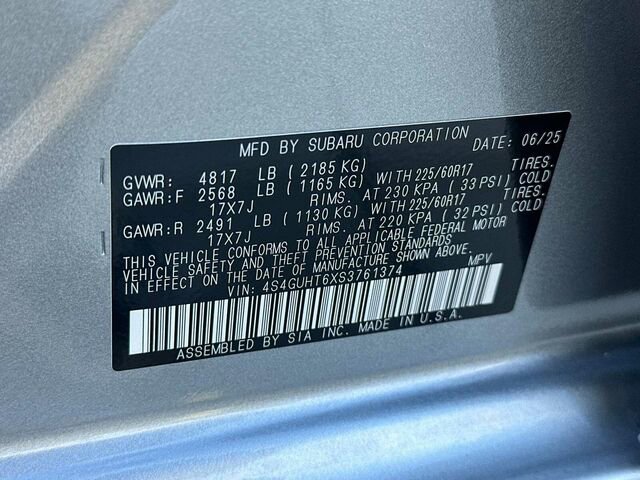 MFD BY SUBARU CORPORATION DATE: 06/25
GVWR: 4817 LB (2185 KG)
GAWR:F 2568 LB (1165 KG) WITH 225/60R17 TIRES.
17X7J RIMS. AT 230 KPA (33 PSI) COLD
GAWR:R 2491 LB (1130 KG) WITH 225/60R17 TIRES.
17X7J RIMS. AT 220 KPA (32 PSI) COLD
THIS VEHICLE CONFORMS TO ALL APPLICABLE FEDERAL MOTOR
VEHICLE SAFETY AND THEFT PREVENTION STANDARDS
IN EFFECT ON THE DATE OF MANUFACTURE SHOWN ABOVE.
VIN: 4S4GUHT6XS3761374 MPV
ASSEMBLED BY SIA INC. MADE IN U.S.A.